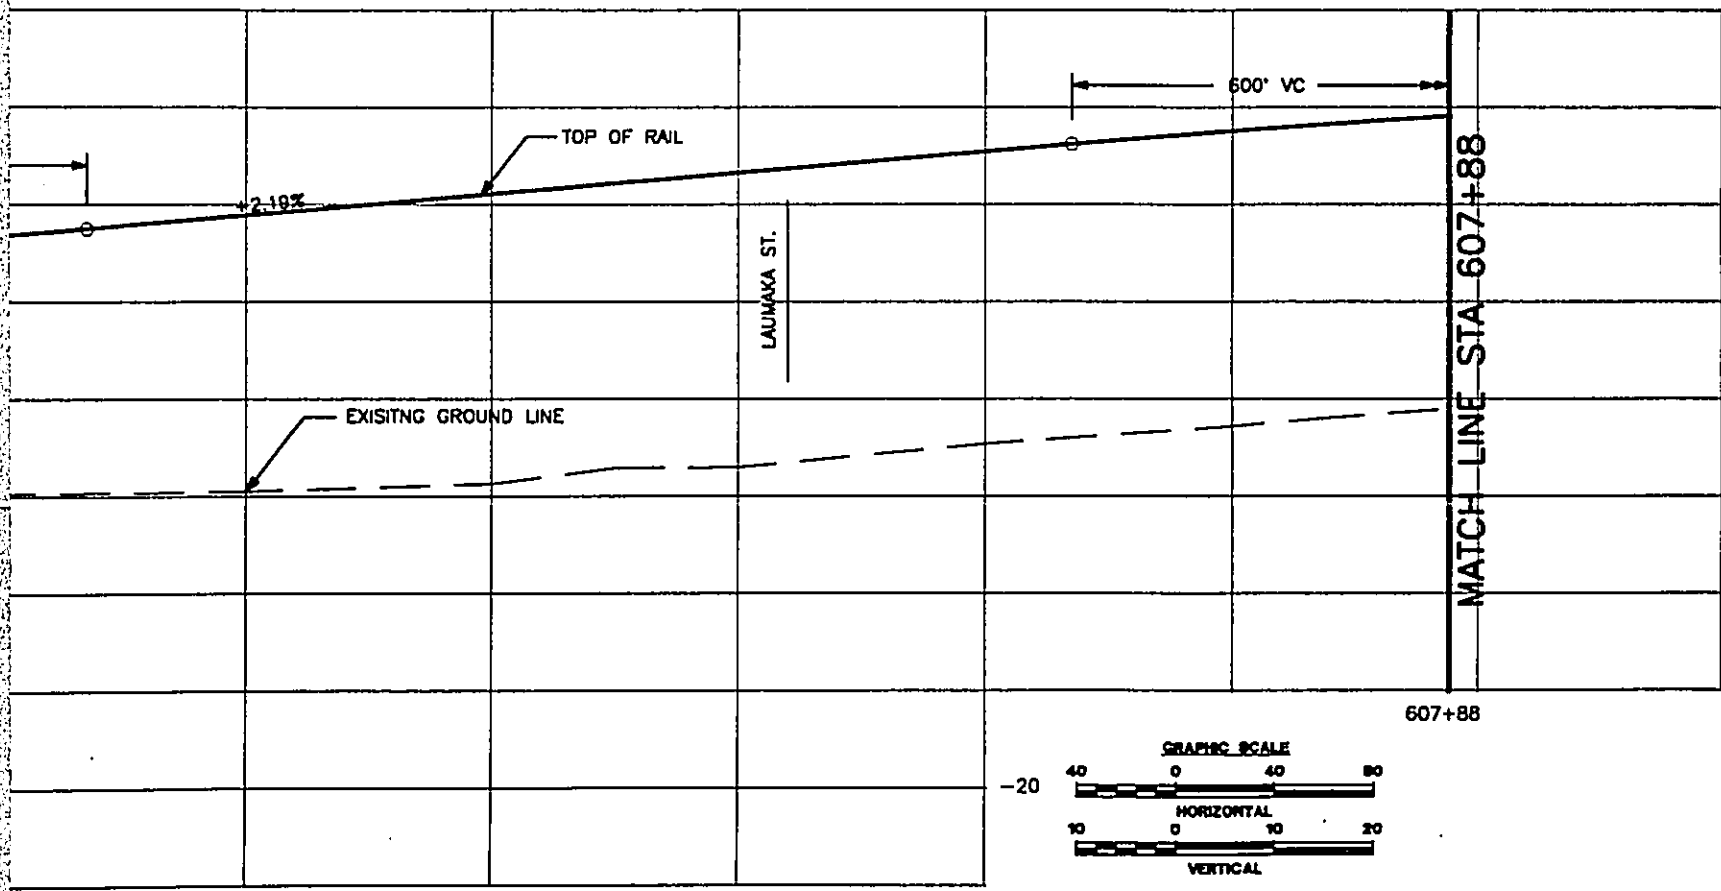 600' VC
TOP OF RAIL
+2.19%
LAUMAKA ST.
EXISITNG GROUND LINE
MATCH LINE STA 607+88
607+88
GRAPHIC SCALE
40 0 40 80
HORIZONTAL
-20
10 0 10 20
VERTICAL